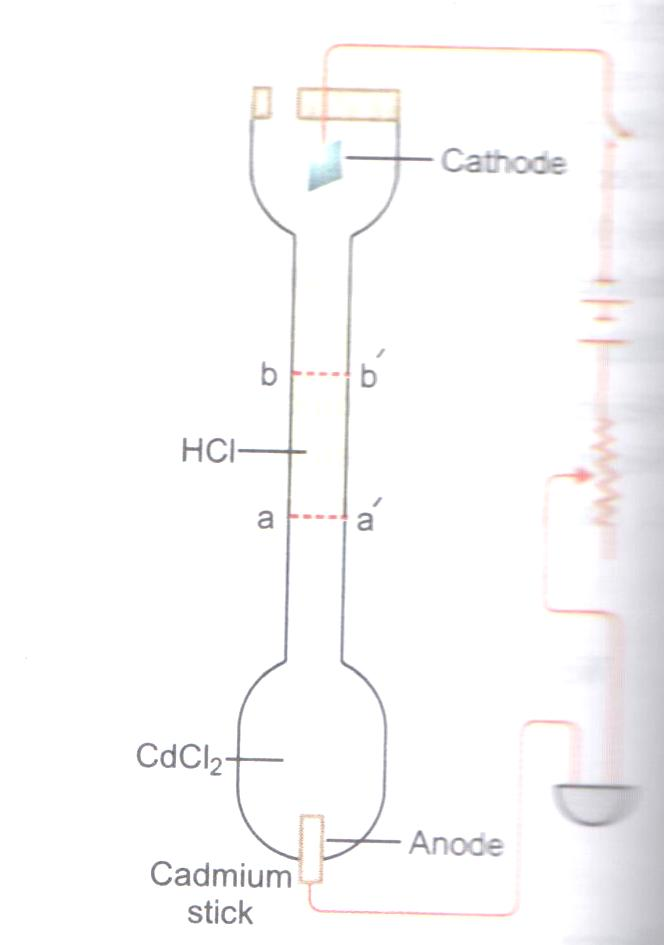 Cathode
b
b′
HCl
a
a′
CdCl₂
Anode
Cadmium
stick